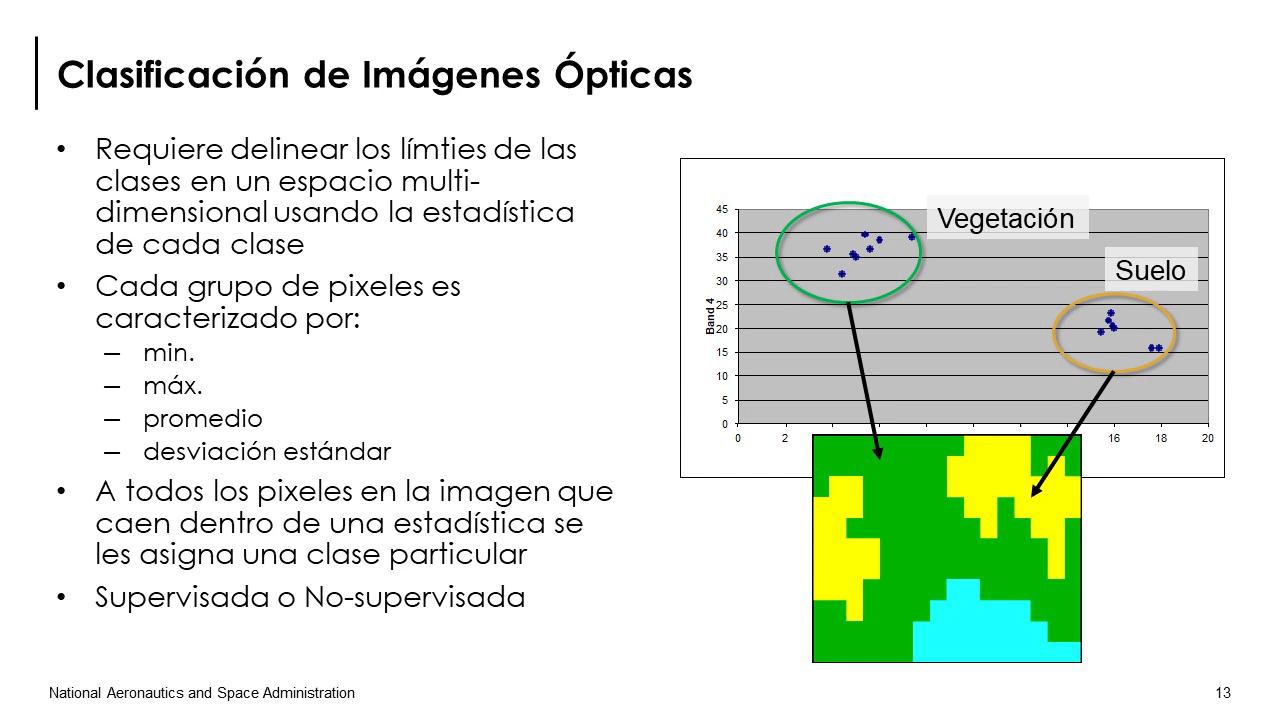 Clasificación de Imágenes Ópticas
• Requiere delinear los límties de las
clases en un espacio multi-
dimensional usando la estadística
de cada clase
• Cada grupo de pixeles es
caracterizado por:
– min.
– máx.
– promedio
– desviación estándar
• A todos los pixeles en la imagen que
caen dentro de una estadística se
les asigna una clase particular
• Supervisada o No-supervisada
Vegetación
Suelo
Band 4
45
40
35
30
25
20
15
10
5
0
0 2 16 18 20
National Aeronautics and Space Administration
13